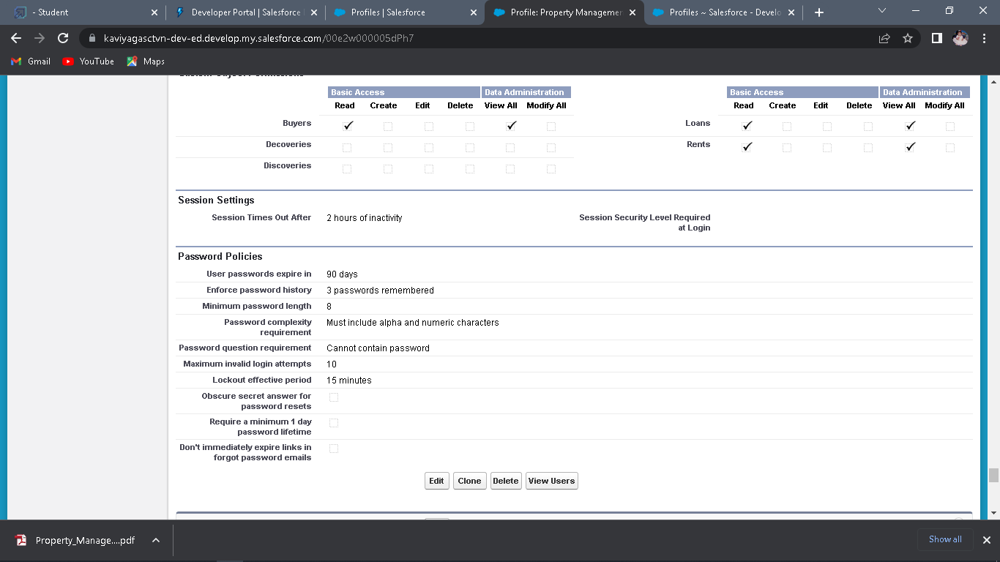 - Student
Developer Portal | Salesforce
Profiles | Salesforce
Profile: Property Managemen
Profiles ~ Salesforce - Develo
kaviyagasctvn-dev-ed.develop.my.salesforce.com/00e2w000005dPh7
Gmail
YouTube
Maps
Basic Access Data Administration
Read Create Edit Delete View All Modify All
Buyers
Decoveries
Discoveries
Basic Access Data Administration
Read Create Edit Delete View All Modify All
Loans
Rents
Session Settings
Session Times Out After 2 hours of inactivity
Session Security Level Required
at Login
Password Policies
User passwords expire in 90 days
Enforce password history 3 passwords remembered
Minimum password length 8
Password complexity
requirement
Must include alpha and numeric characters
Password question requirement Cannot contain password
Maximum invalid login attempts 10
Lockout effective period 15 minutes
Obscure secret answer for
password resets
Require a minimum 1 day
password lifetime
Don't immediately expire links in
forgot password emails
Edit Clone Delete View Users
Property_Manage....pdf
Show all